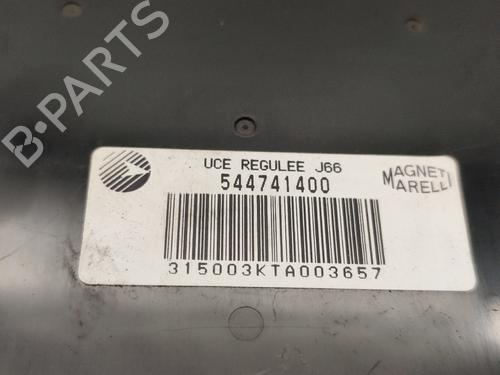 B-PARTS
UCE REGULEE J66
544741400
MAGNETI
MARELLI
315003KTA003657